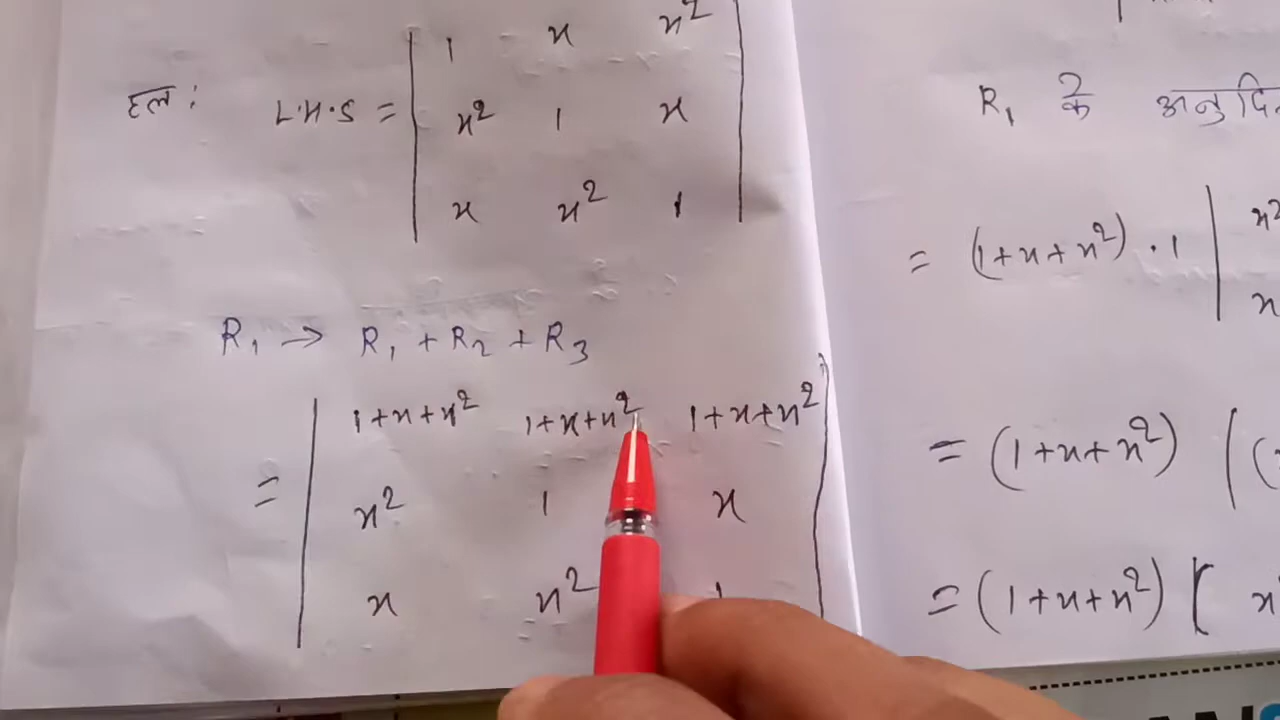 1 x x²
हल : L.H.S = x² 1 x
x x² 1
R₁ → R₁ + R₂ + R₃
1+x+x² 1+x+x² 1+x+x²
= x² 1 x
x x² 1
R₁ के
= (1+x+x²) . 1 | x²
x
= (1+x+x²) | (
= (1+x+x²) [ x